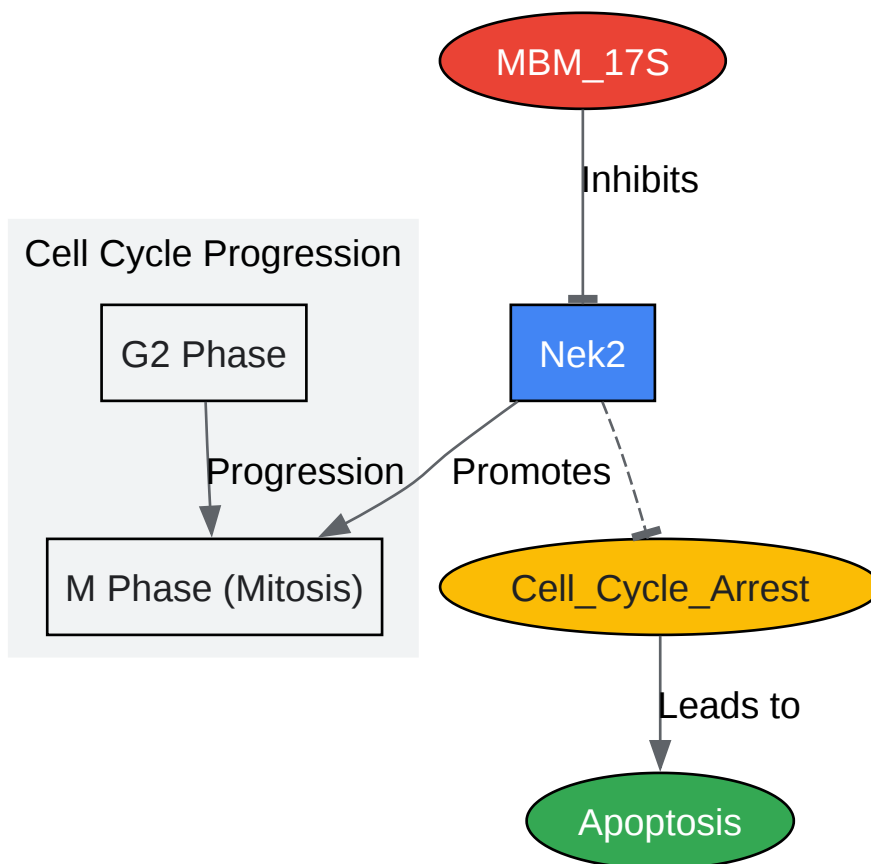 MBM_17S
Inhibits
Cell Cycle Progression
G2 Phase
Nek2
Progression
Promotes
M Phase (Mitosis)
Cell_Cycle_Arrest
Leads to
Apoptosis